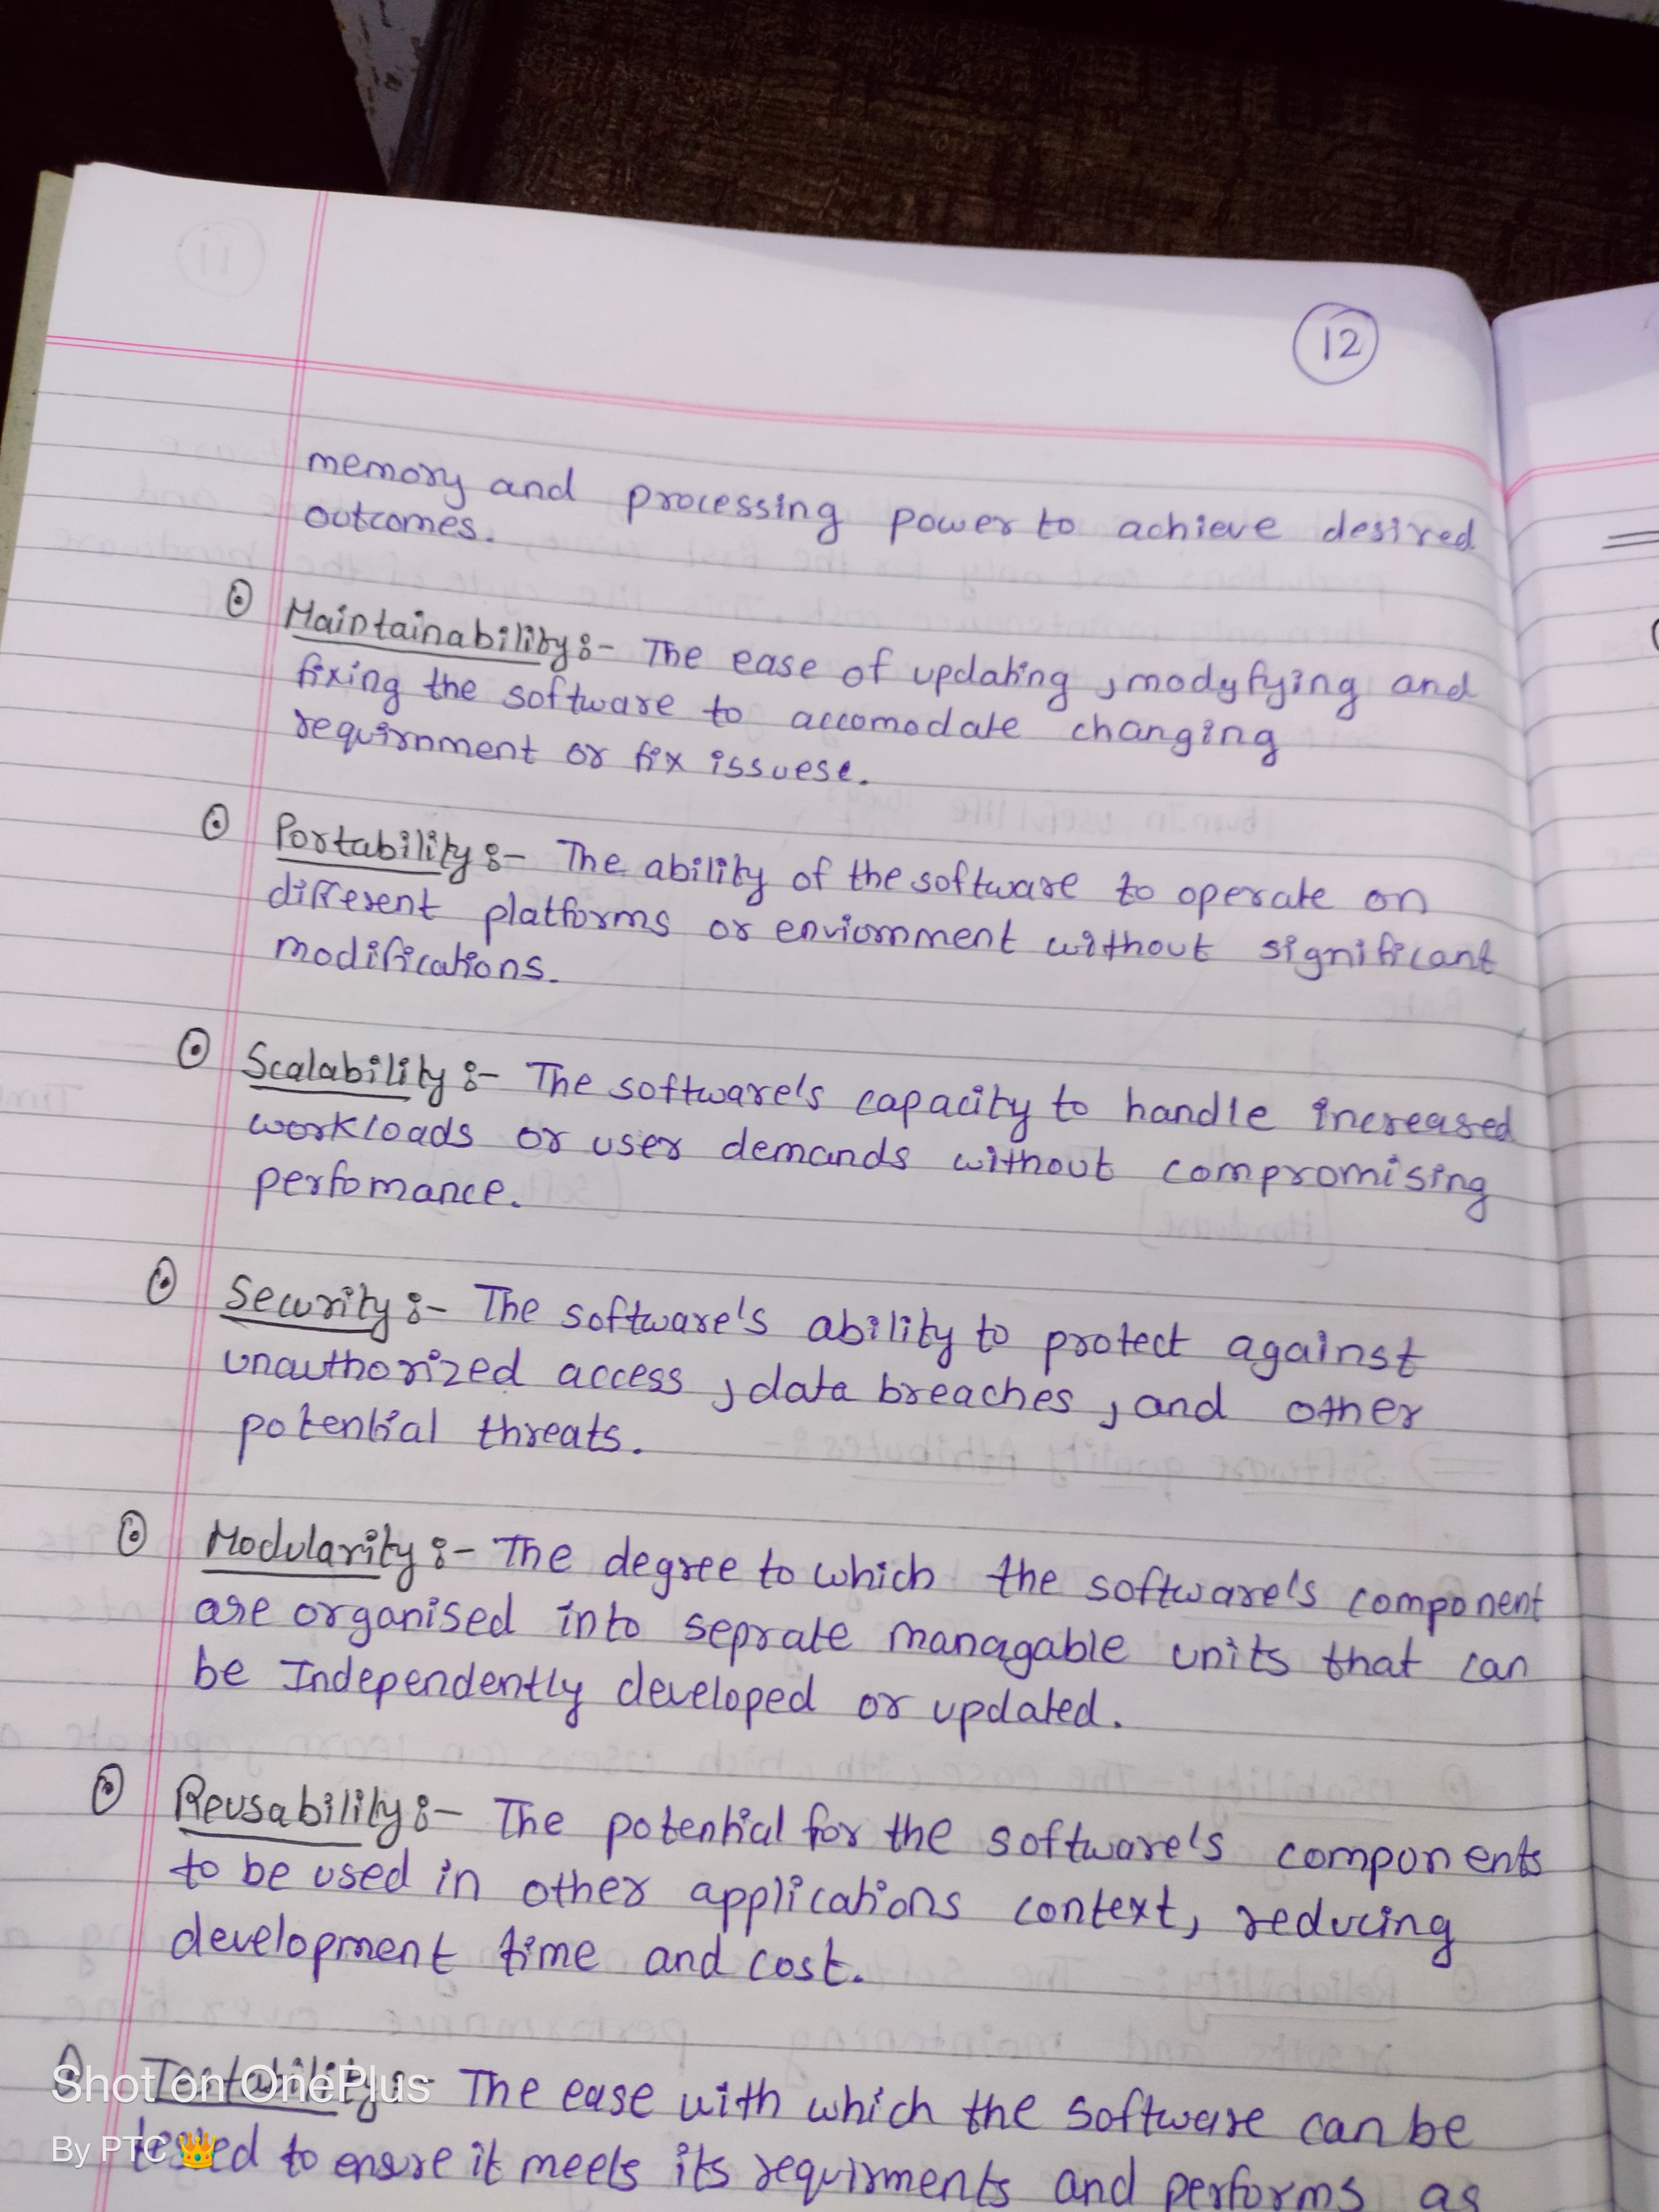 12
memory and processing power to achieve desired
outcomes.
Maintainability :- The ease of updating, modyfying and
fixing the software to accomodate changing
requirnment or fix issuese.
Portability :- The ability of the software to operate on
different platforms or enviornment without significant
modifications.
Scalability :- The software's capacity to handle increased
workloads or user demands without compromising
perfomance.
Security :- The software's ability to protect against
unauthorized access, data breaches, and other
potential threats.
Modularity :- The degree to which the software's component
are organised into seprate managable units that can
be Independently developed or updated.
Reusability :- The potential for the software's components
to be used in other applications context, reducing
development time and cost.
Testability :- The ease with which the software can be
tested to ensure it meets its requirments and performs as
Shot on OnePlus
By PTC👑